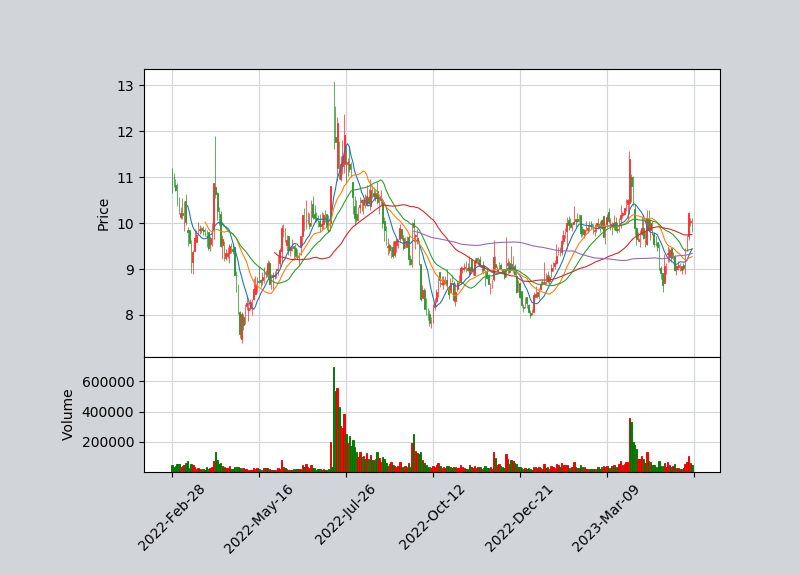 13
12
11
10
9
8
Price
600000
400000
200000
Volume
2022-Feb-28
2022-May-16
2022-Jul-26
2022-Oct-12
2022-Dec-21
2023-Mar-09